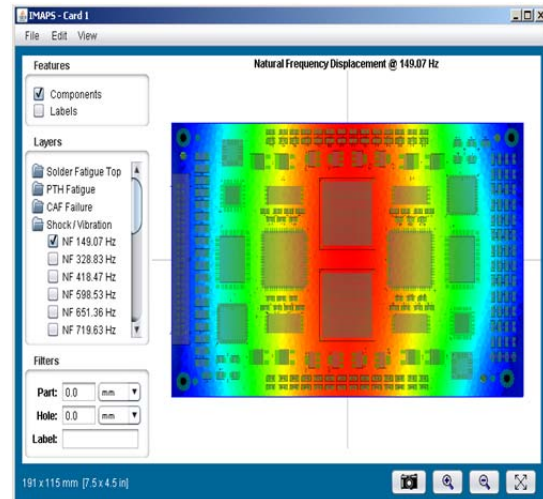 IMAPS - Card 1
File Edit View
Features
Components
Labels
Layers
Solder Fatigue Top
PTH Fatigue
CAF Failure
Shock / Vibration
NF 149.07 Hz
NF 328.83 Hz
NF 418.47 Hz
NF 598.53 Hz
NF 651.36 Hz
NF 719.63 Hz
Filters
Part: 0.0 mm
Hole: 0.0 mm
Label:
Natural Frequency Displacement @ 149.07 Hz
191 x 115 mm [7.5 x 4.5 in]